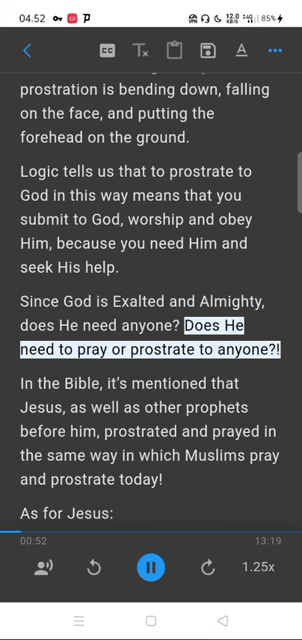 04.52
12.0 KB/S
85%
CC
prostration is bending down, falling
on the face, and putting the
forehead on the ground.
Logic tells us that to prostrate to
God in this way means that you
submit to God, worship and obey
Him, because you need Him and
seek His help.
Since God is Exalted and Almighty,
does He need anyone? Does He
need to pray or prostrate to anyone?!
In the Bible, it's mentioned that
Jesus, as well as other prophets
before him, prostrated and prayed in
the same way in which Muslims pray
and prostrate today!
As for Jesus:
00:52
13:19
1.25x